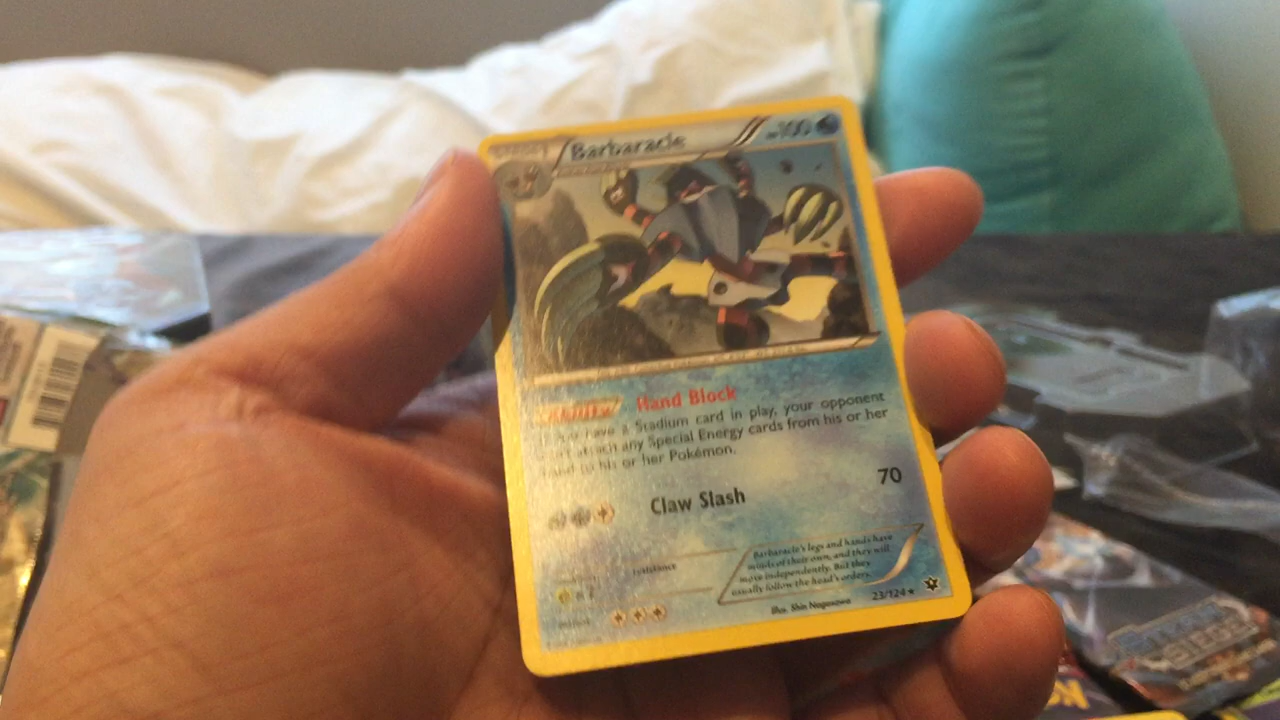 Barbaracle HP100
Ability Hand Block
If you have a Stadium card in play, your opponent
can't attach any Special Energy cards from his or her
hand to his or her Pokémon.
Claw Slash 70
resistance
Barbaracle's legs and hands have
minds of their own, and they will
move independently. But they
usually follow the head's orders.
Illus. Shin Nagasawa 23/124
STEAM
SIEGE